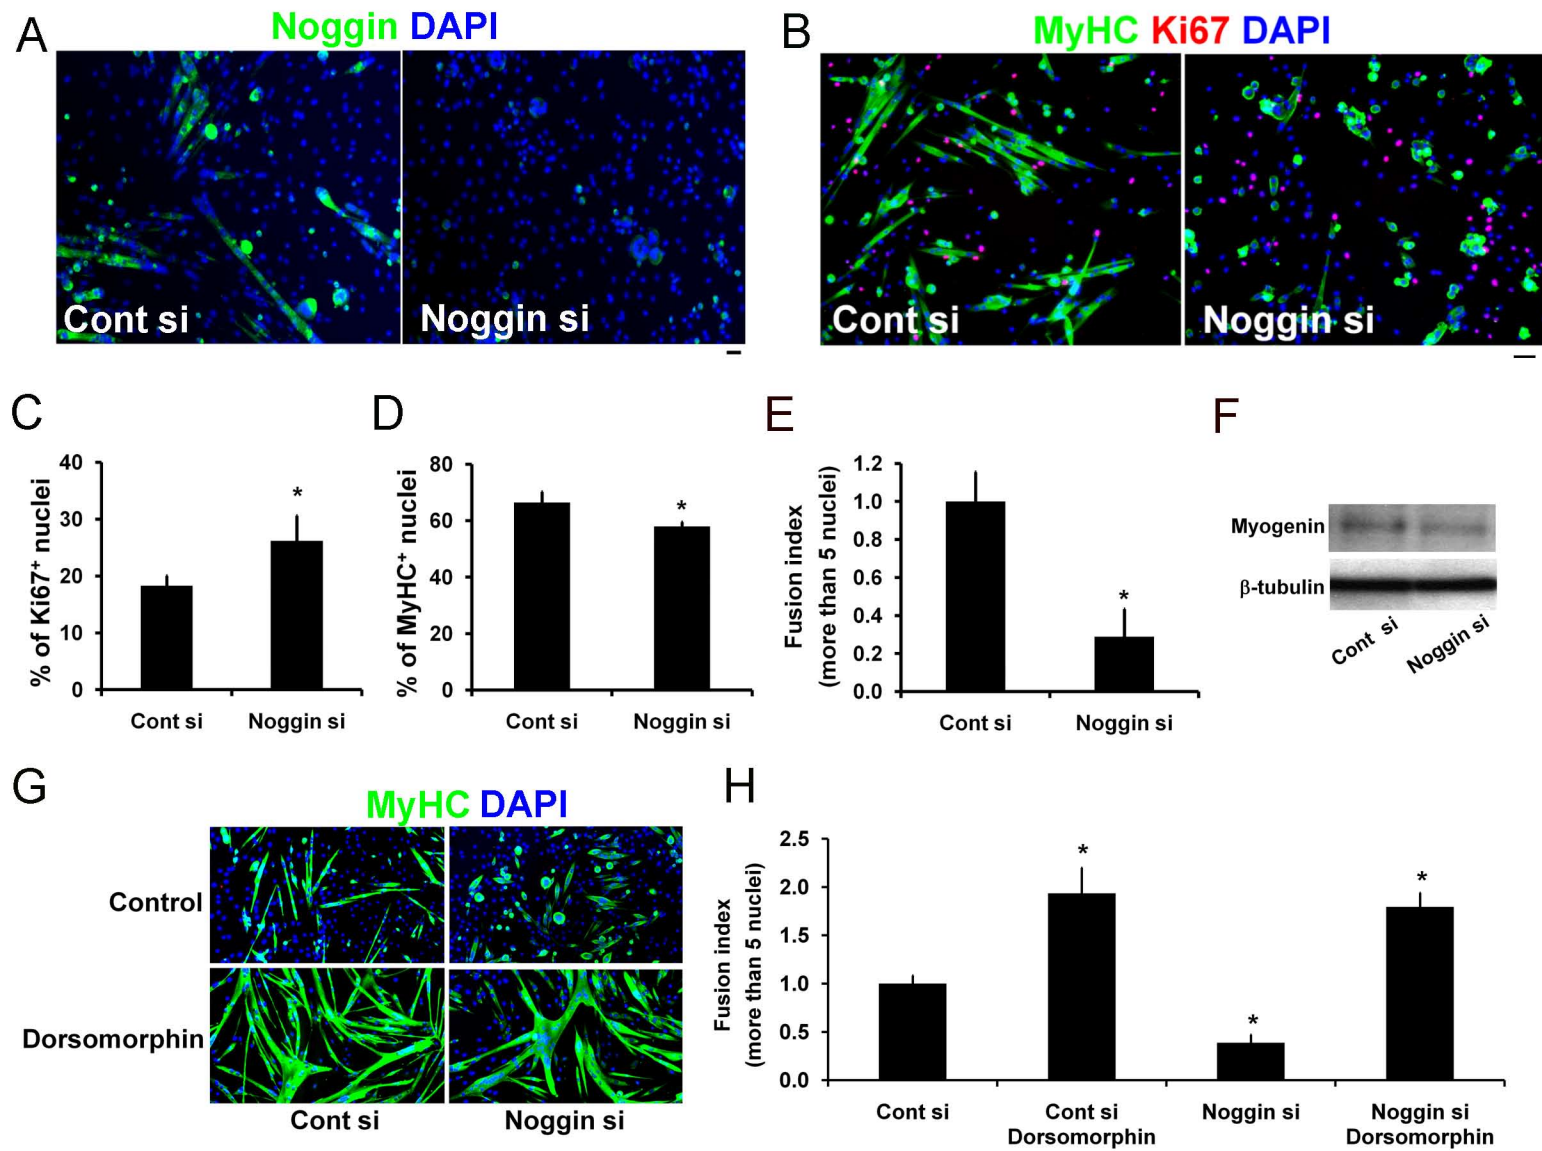 A
Noggin DAPI
Cont si
Noggin si
B
MyHC Ki67 DAPI
Cont si
Noggin si
C
% of Ki67+ nuclei
40
30
20
10
0
*
Cont si
Noggin si
D
% of MyHC+ nuclei
80
60
40
20
0
*
Cont si
Noggin si
E
Fusion index
(more than 5 nuclei)
1.2
1.0
0.8
0.6
0.4
0.2
0.0
*
Cont si
Noggin si
F
Myogenin
β-tubulin
Cont si
Noggin si
G
MyHC DAPI
Control
Dorsomorphin
Cont si
Noggin si
H
Fusion index
(more than 5 nuclei)
2.5
2.0
1.5
1.0
0.5
0.0
*
*
*
Cont si
Cont si
Dorsomorphin
Noggin si
Noggin si
Dorsomorphin